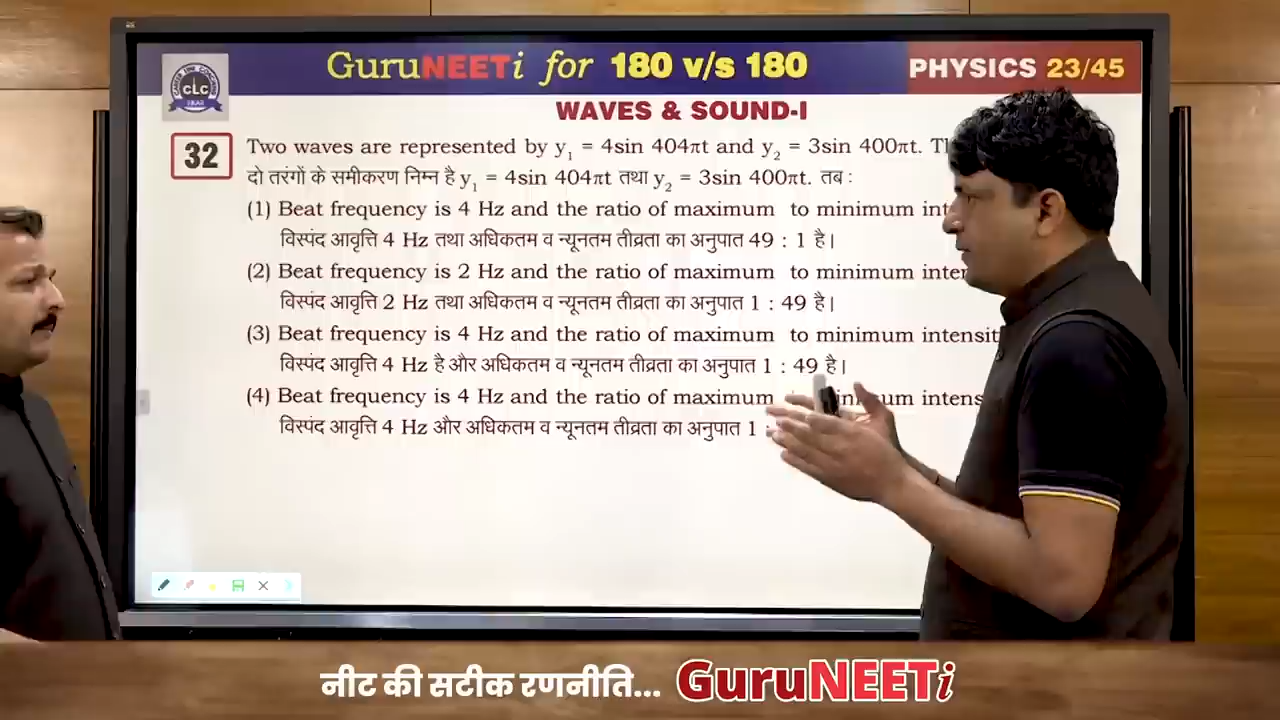 GuruNEETi for 180 v/s 180
PHYSICS 23/45
CLC
SIKAR
WAVES & SOUND-I
32
Two waves are represented by y₁ = 4sin 404πt and y₂ = 3sin 400πt.
दो तरंगों के समीकरण निम्न है y₁ = 4sin 404πt तथा y₂ = 3sin 400πt. तब :
(1) Beat frequency is 4 Hz and the ratio of maximum to minimum
विस्पंद आवृत्ति 4 Hz तथा अधिकतम व न्यूनतम तीव्रता का अनुपात 49 : 1 है।
(2) Beat frequency is 2 Hz and the ratio of maximum to minimum
विस्पंद आवृत्ति 2 Hz तथा अधिकतम व न्यूनतम तीव्रता का अनुपात 1 : 49 है।
(3) Beat frequency is 4 Hz and the ratio of maximum to minimum
विस्पंद आवृत्ति 4 Hz है और अधिकतम व न्यूनतम तीव्रता का अनुपात 1 : 49 है।
(4) Beat frequency is 4 Hz and the ratio of maximum
विस्पंद आवृत्ति 4 Hz और अधिकतम व न्यूनतम तीव्रता का अनुपात 1 :
नीट की सटीक रणनीति... GuruNEETi